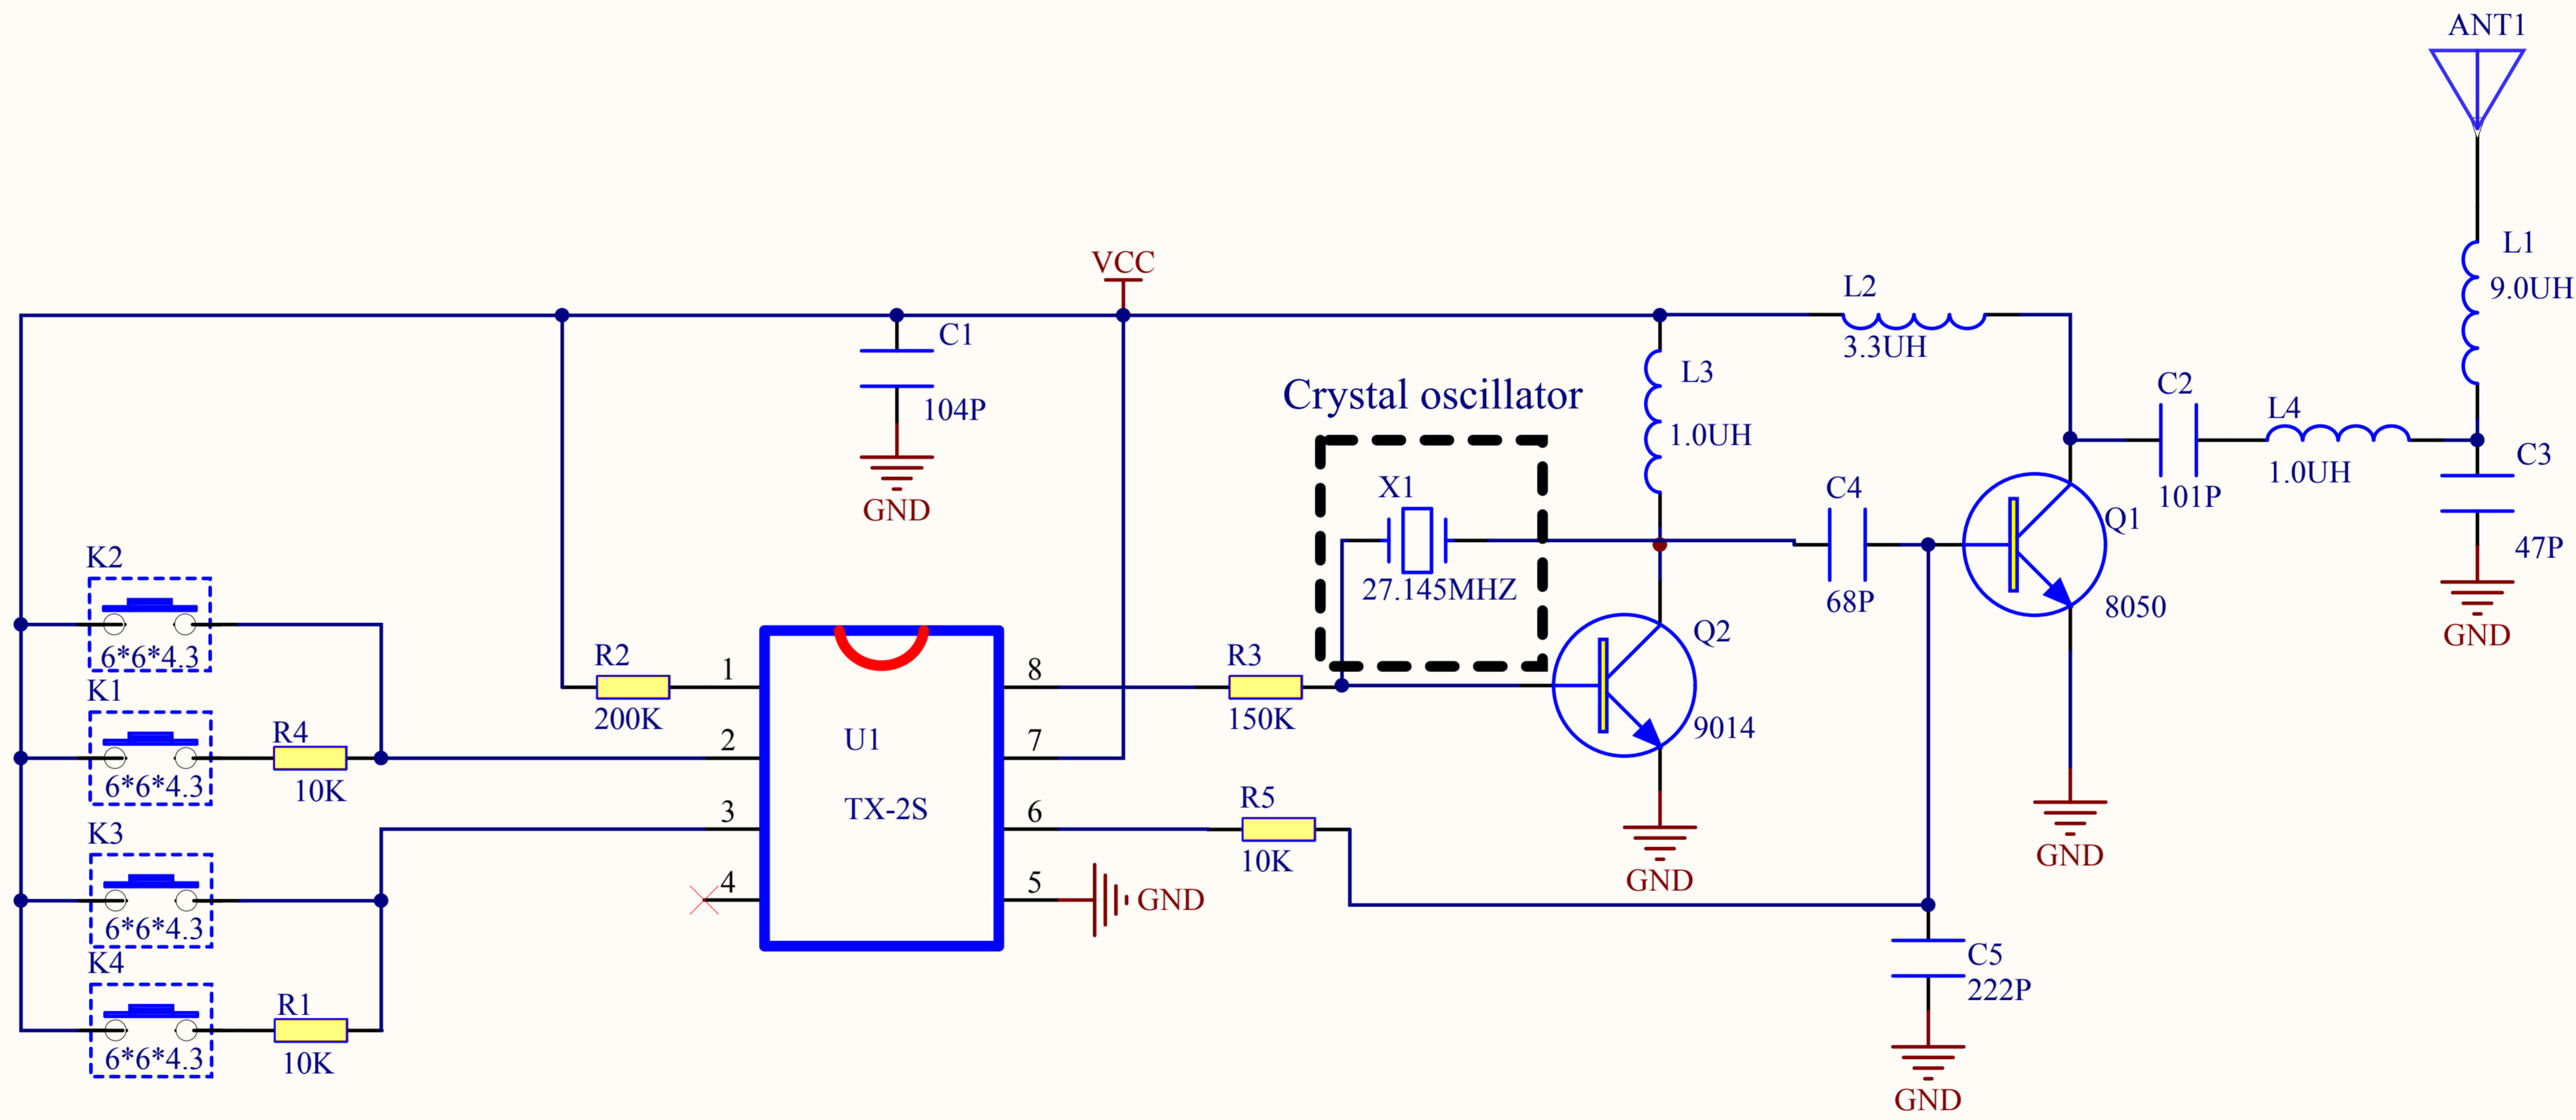 ANT1
L1
9.0UH
VCC
L2
3.3UH
C1
104P
GND
L3
1.0UH
Crystal oscillator
C2
101P
L4
1.0UH
C3
47P
GND
X1
27.145MHZ
C4
68P
Q1
8050
GND
K2
6*6*4.3
K1
6*6*4.3
R4
10K
K3
6*6*4.3
K4
6*6*4.3
R1
10K
R2
200K
1
2
3
4
U1
TX-2S
8
7
6
5
GND
R3
150K
Q2
9014
GND
R5
10K
C5
222P
GND